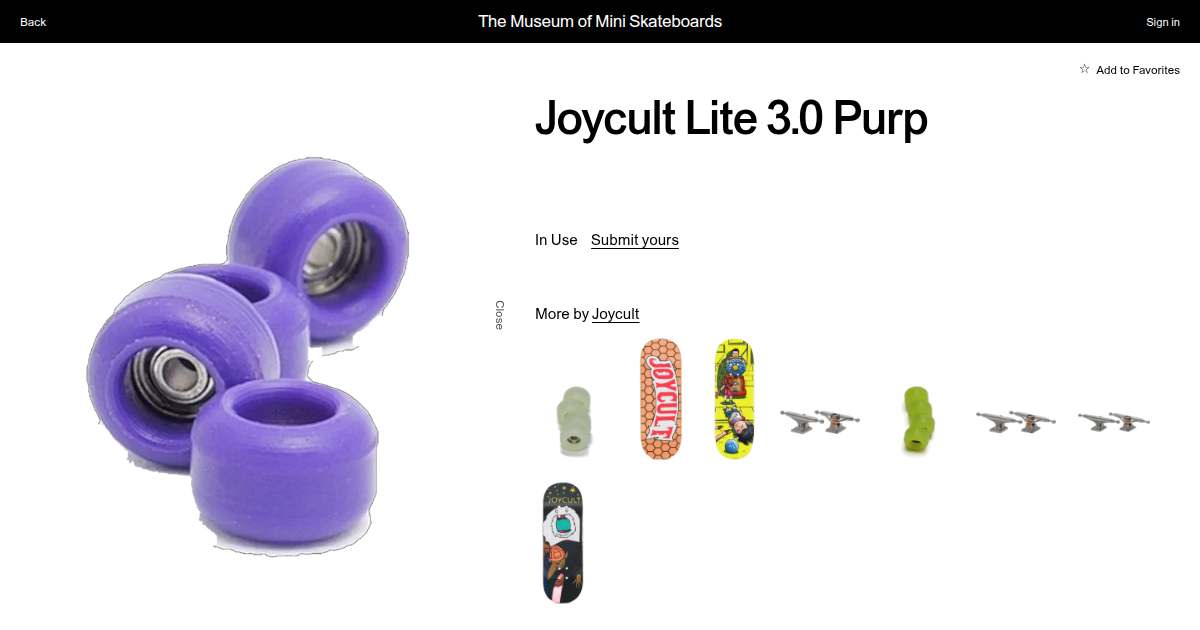 Back
The Museum of Mini Skateboards
Sign in
☆ Add to Favorites
Joycult Lite 3.0 Purp
In Use Submit yours
Close
More by Joycult
JOYCULT
JOYCULT